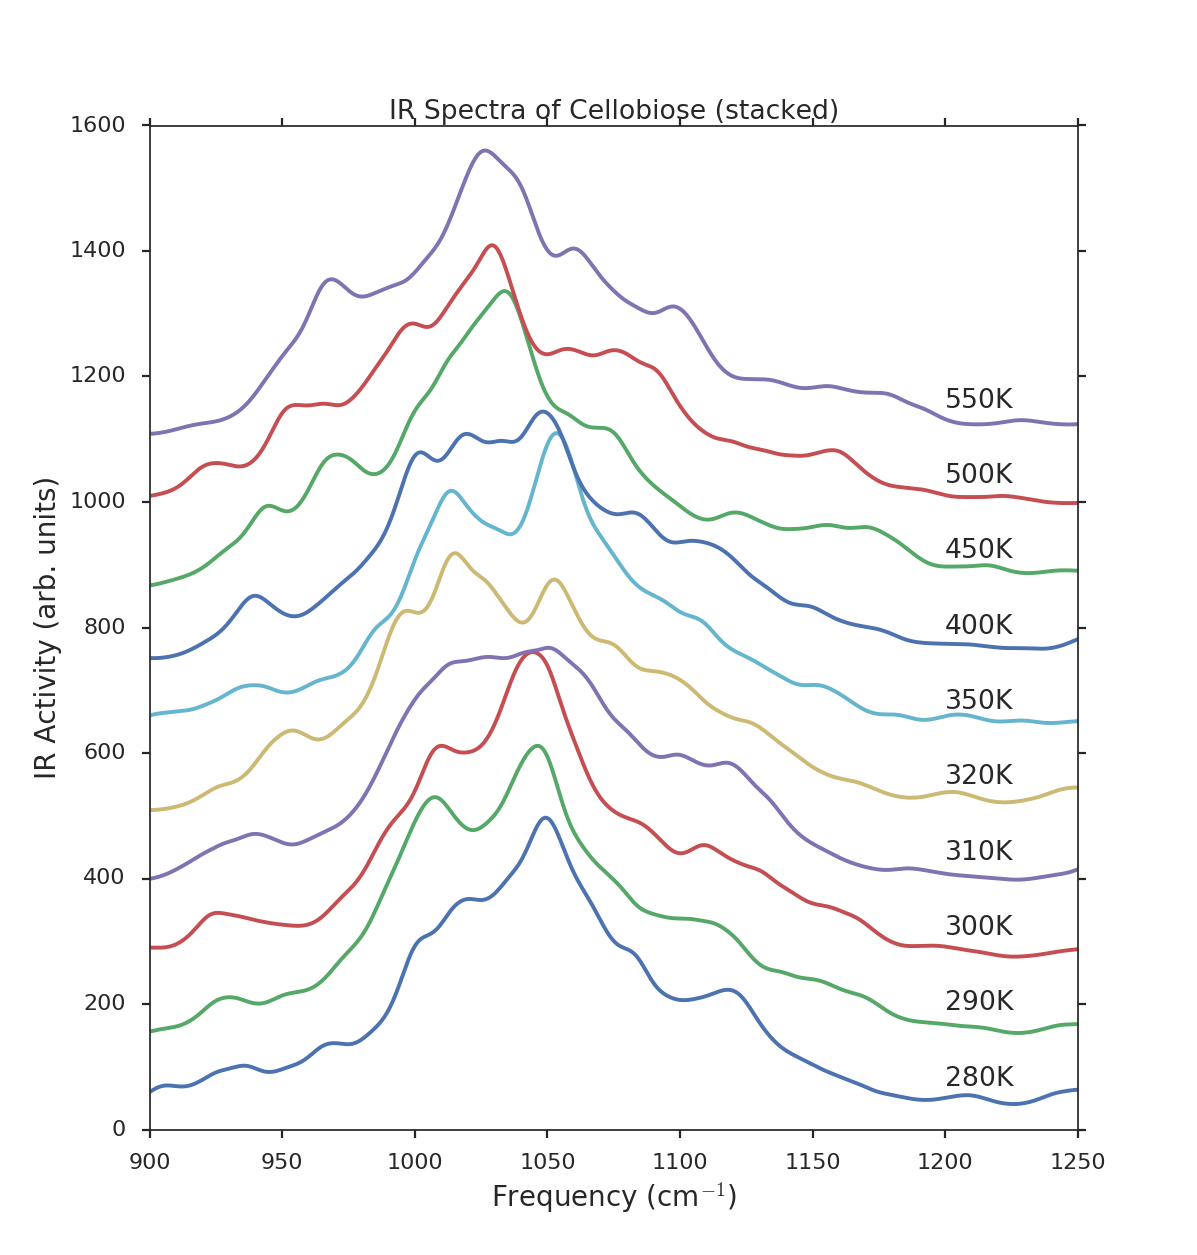 IR Spectra of Cellobiose (stacked)
1600
1400
1200
1000
800
600
400
200
0
IR Activity (arb. units)
550K
500K
450K
400K
350K
320K
310K
300K
290K
280K
900 950 1000 1050 1100 1150 1200 1250
Frequency (cm⁻¹)